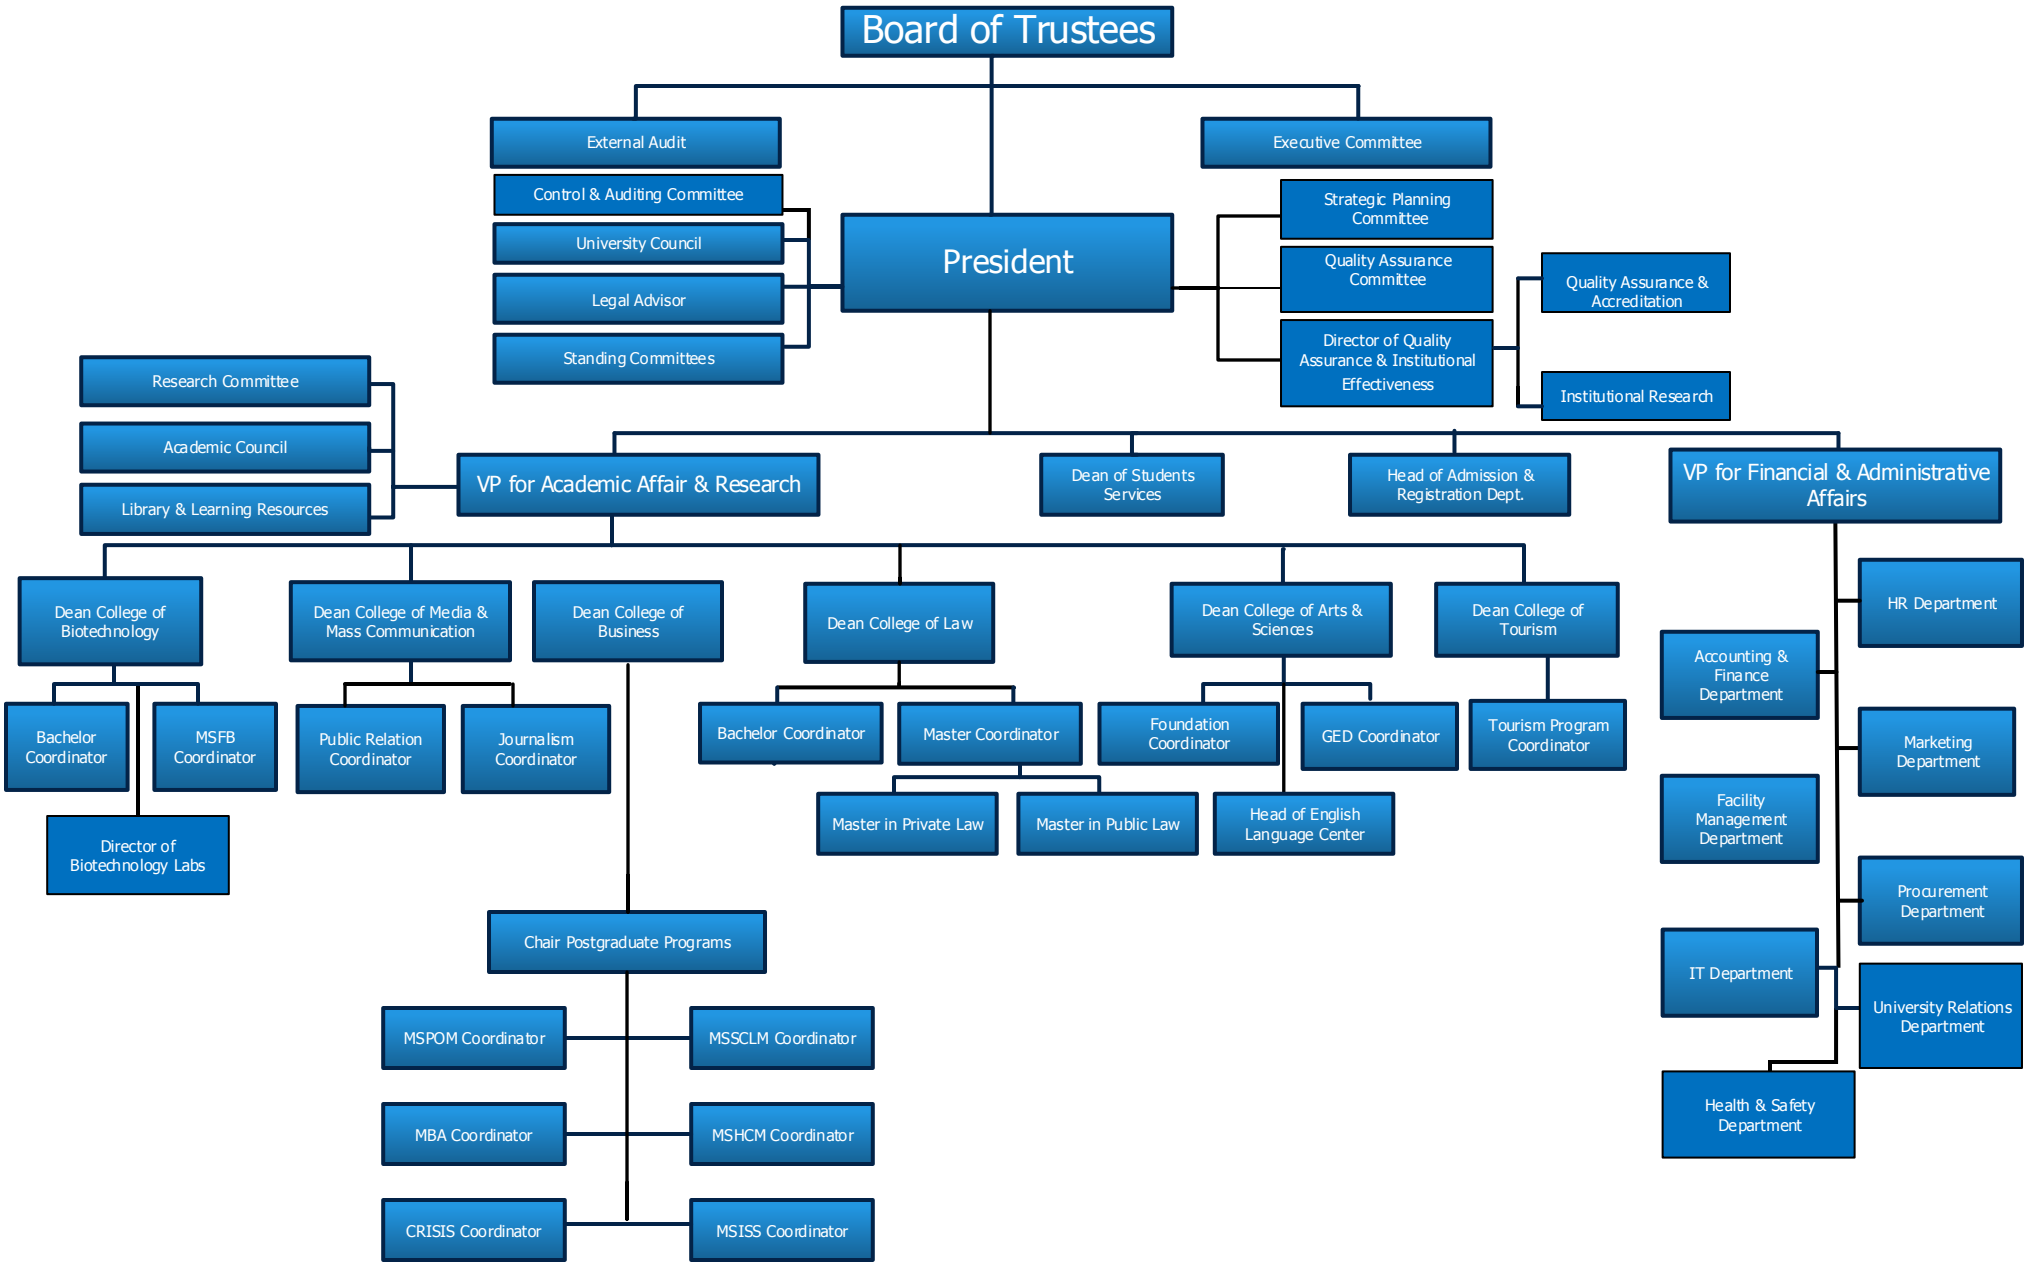 Board of Trustees
External Audit
Executive Committee
Control & Auditing Committee
University Council
Legal Advisor
Standing Committees
President
Strategic Planning
Committee
Quality Assurance
Committee
Director of Quality
Assurance & Institutional
Effectiveness
Quality Assurance &
Accreditation
Institutional Research
Research Committee
Academic Council
Library & Learning Resources
VP for Academic Affair & Research
Dean of Students
Services
Head of Admission &
Registration Dept.
VP for Financial & Administrative
Affairs
Dean College of
Biotechnology
Dean College of Media &
Mass Communication
Dean College of
Business
Dean College of Law
Dean College of Arts &
Sciences
Dean College of
Tourism
Bachelor
Coordinator
MSFB
Coordinator
Director of
Biotechnology Labs
Public Relation
Coordinator
Journalism
Coordinator
Bachelor Coordinator
Master Coordinator
Master in Private Law
Master in Public Law
Foundation
Coordinator
GED Coordinator
Head of English
Language Center
Tourism Program
Coordinator
Chair Postgraduate Programs
MSPOM Coordinator
MSSCLM Coordinator
MBA Coordinator
MSHCM Coordinator
CRISIS Coordinator
MSISS Coordinator
HR Department
Accounting &
Finance
Department
Marketing
Department
Facility
Management
Department
Procurement
Department
IT Department
University Relations
Department
Health & Safety
Department